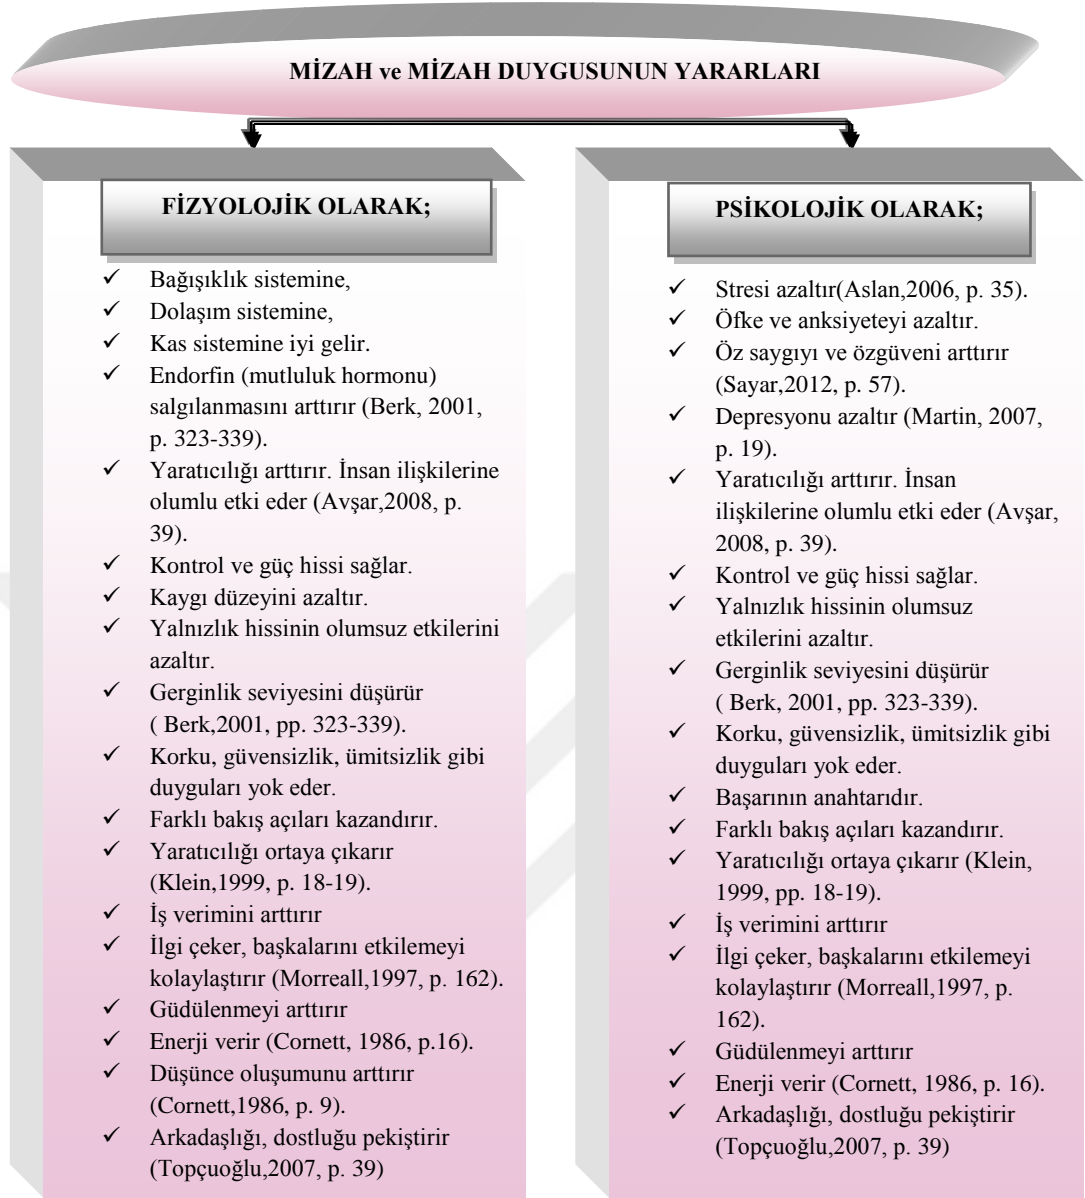 MİZAH ve MİZAH DUYGUSUNUN YARARLARI
FİZYOLOJİK OLARAK;
✓ Bağışıklık sistemine,
✓ Dolaşım sistemine,
✓ Kas sistemine iyi gelir.
✓ Endorfin (mutluluk hormonu)
salgılanmasını arttırır (Berk, 2001,
p. 323-339).
✓ Yaratıcılığı arttırır. İnsan ilişkilerine
olumlu etki eder (Avşar,2008, p.
39).
✓ Kontrol ve güç hissi sağlar.
✓ Kaygı düzeyini azaltır.
✓ Yalnızlık hissinin olumsuz etkilerini
azaltır.
✓ Gerginlik seviyesini düşürür
( Berk,2001, pp. 323-339).
✓ Korku, güvensizlik, ümitsizlik gibi
duyguları yok eder.
✓ Farklı bakış açıları kazandırır.
✓ Yaratıcılığı ortaya çıkarır
(Klein,1999, p. 18-19).
✓ İş verimini arttırır
✓ İlgi çeker, başkalarını etkilemeyi
kolaylaştırır (Morreall,1997, p. 162).
✓ Güdülenmeyi arttırır
✓ Enerji verir (Cornett, 1986, p.16).
✓ Düşünce oluşumunu arttırır
(Cornett,1986, p. 9).
✓ Arkadaşlığı, dostluğu pekiştirir
(Topçuoğlu,2007, p. 39)
PSİKOLOJİK OLARAK;
✓ Stresi azaltır(Aslan,2006, p. 35).
✓ Öfke ve anksiyeteyi azaltır.
✓ Öz saygıyı ve özgüveni arttırır
(Sayar,2012, p. 57).
✓ Depresyonu azaltır (Martin, 2007,
p. 19).
✓ Yaratıcılığı arttırır. İnsan
ilişkilerine olumlu etki eder (Avşar,
2008, p. 39).
✓ Kontrol ve güç hissi sağlar.
✓ Yalnızlık hissinin olumsuz
etkilerini azaltır.
✓ Gerginlik seviyesini düşürür
( Berk, 2001, pp. 323-339).
✓ Korku, güvensizlik, ümitsizlik gibi
duyguları yok eder.
✓ Başarının anahtarıdır.
✓ Farklı bakış açıları kazandırır.
✓ Yaratıcılığı ortaya çıkarır (Klein,
1999, pp. 18-19).
✓ İş verimini arttırır
✓ İlgi çeker, başkalarını etkilemeyi
kolaylaştırır (Morreall,1997, p.
162).
✓ Güdülenmeyi arttırır
✓ Enerji verir (Cornett, 1986, p. 16).
✓ Arkadaşlığı, dostluğu pekiştirir
(Topçuoğlu,2007, p. 39)